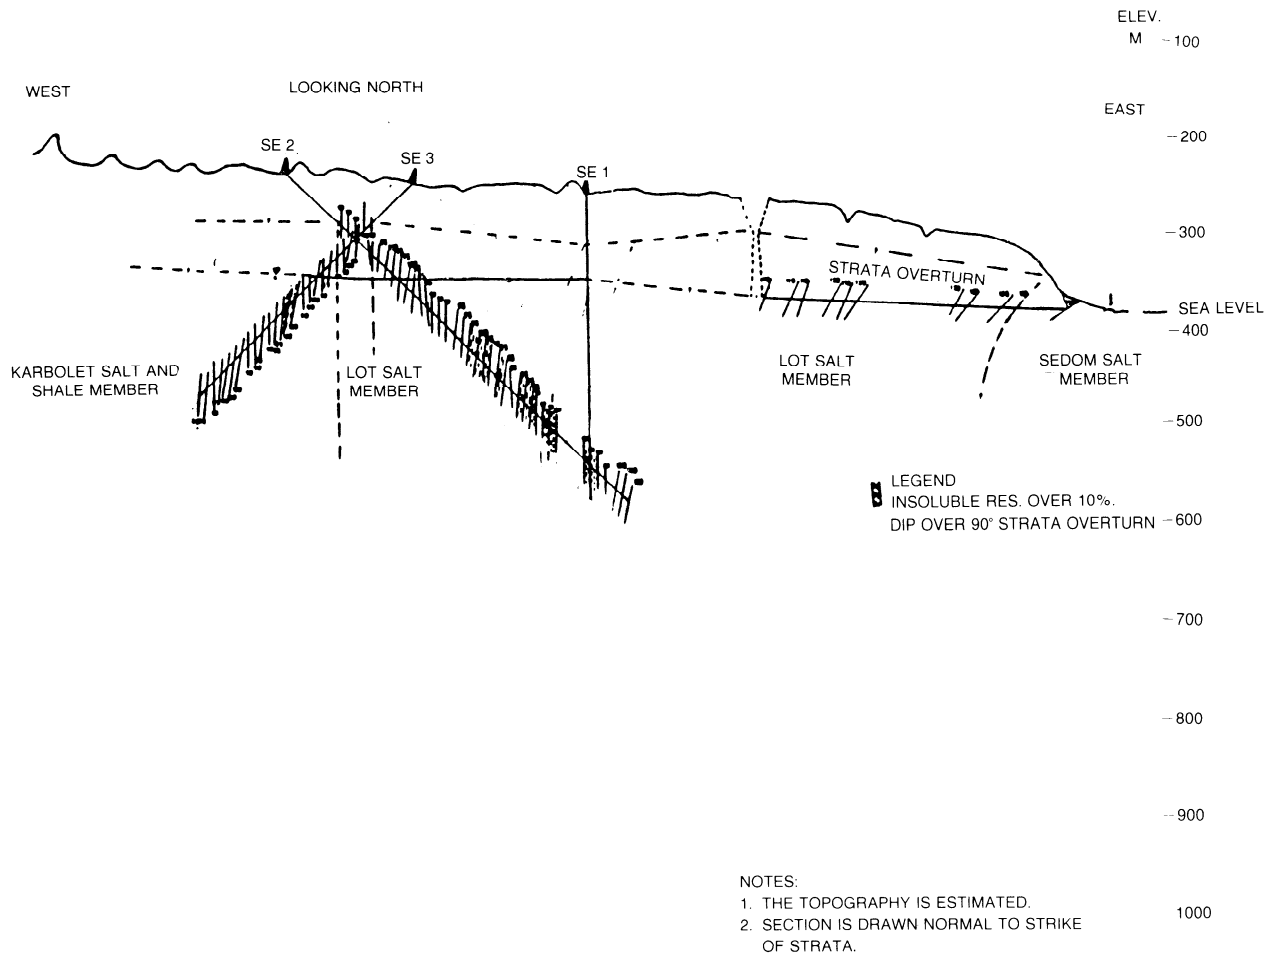 ELEV.
M
-100
WEST
LOOKING NORTH
EAST
-200
SE 2
SE 3
SE 1
-300
STRATA OVERTURN
SEA LEVEL
-400
KARBOLET SALT AND
SHALE MEMBER
LOT SALT
MEMBER
LOT SALT
MEMBER
SEDOM SALT
MEMBER
-500
LEGEND
INSOLUBLE RES. OVER 10%.
DIP OVER 90° STRATA OVERTURN
-600
-700
-800
-900
NOTES:
1. THE TOPOGRAPHY IS ESTIMATED.
2. SECTION IS DRAWN NORMAL TO STRIKE
OF STRATA.
1000